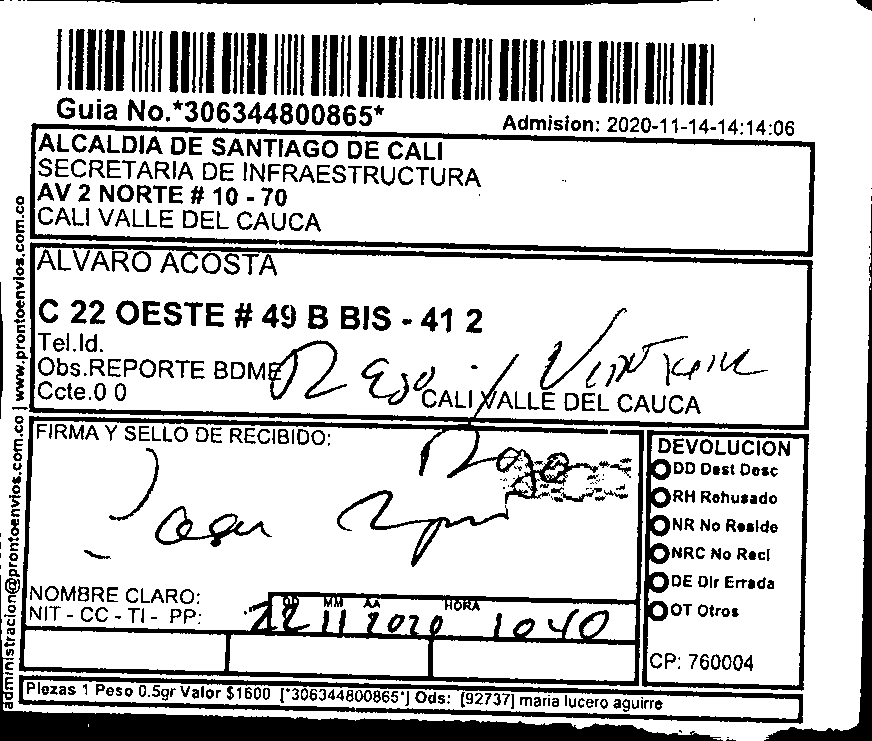 Guia No.*306344800865*
Admision: 2020-11-14-14:14:06
ALCALDIA DE SANTIAGO DE CALI
SECRETARIA DE INFRAESTRUCTURA
AV 2 NORTE # 10 - 70
CALI VALLE DEL CAUCA
ALVARO ACOSTA
C 22 OESTE # 49 B BIS - 41 2
Tel.Id.
Obs.REPORTE BDME
Ccte.0 0
CALI VALLE DEL CAUCA
FIRMA Y SELLO DE RECIBIDO:
NOMBRE CLARO:
NIT - CC - TI - PP:
DD MM AA HORA
22 11 2020 1040
DEVOLUCION
DD Dest Desc
RH Rehusado
NR No Reside
NRC No Recl
DE Dir Errada
OT Otros
CP: 760004
Piezas 1 Peso 0.5gr Valor $1600 [*306344800865*] Ods: [92737] maria lucero aguirre
administracion@prontoenvios.com.co | www.prontoenvios.com.co